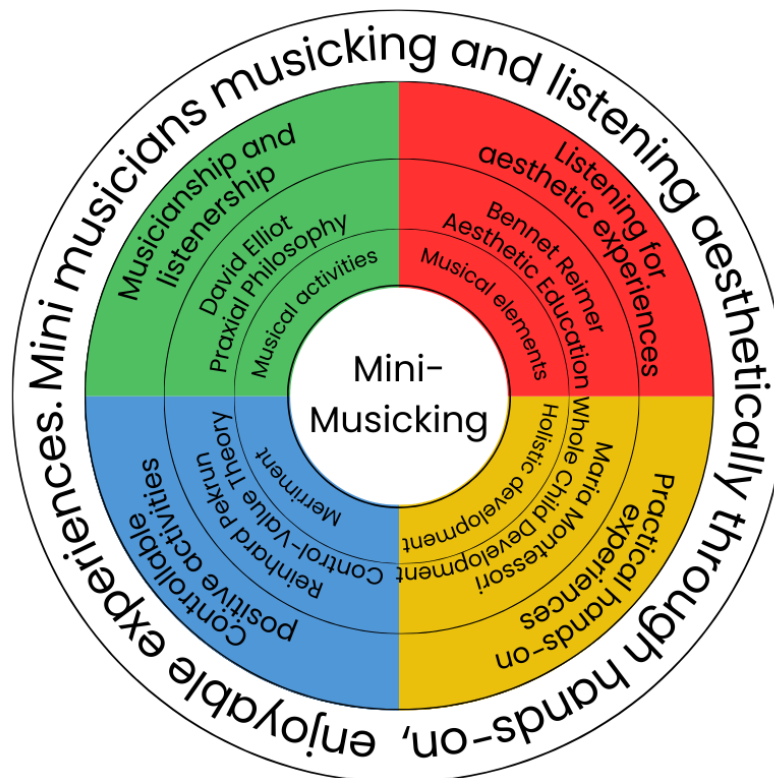 Mini musicians musicking and listening aesthetically through hands-on, enjoyable experiences.
Musicianship and
listenership
David Elliot
Praxial Philosophy
Musical activities
Listening for
aesthetic experiences
Bennet Reimer
Aesthetic Education
Musical elements
Practical hands-on
experiences
Maria Montessori
Whole Child Development
Holistic development
Controllable
positive activities
Reinhard Pekrun
Control-Value Theory
Merriment
Mini-
Musicking